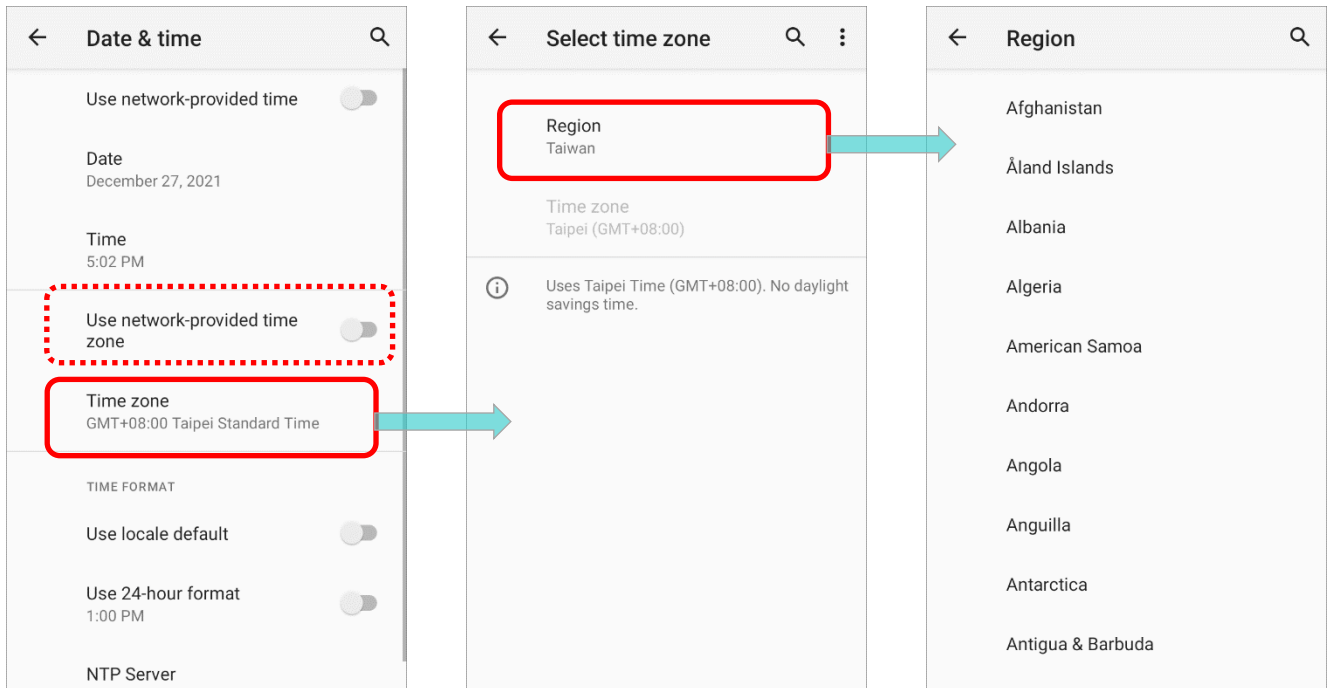 Date & time
Use network-provided time
Date
December 27, 2021
Time
5:02 PM
Use network-provided time
zone
Time zone
GMT+08:00 Taipei Standard Time
TIME FORMAT
Use locale default
Use 24-hour format
1:00 PM
NTP Server
Select time zone
Region
Taiwan
Time zone
Taipei (GMT+08:00)
Uses Taipei Time (GMT+08:00). No daylight
savings time.
Region
Afghanistan
Åland Islands
Albania
Algeria
American Samoa
Andorra
Angola
Anguilla
Antarctica
Antigua & Barbuda